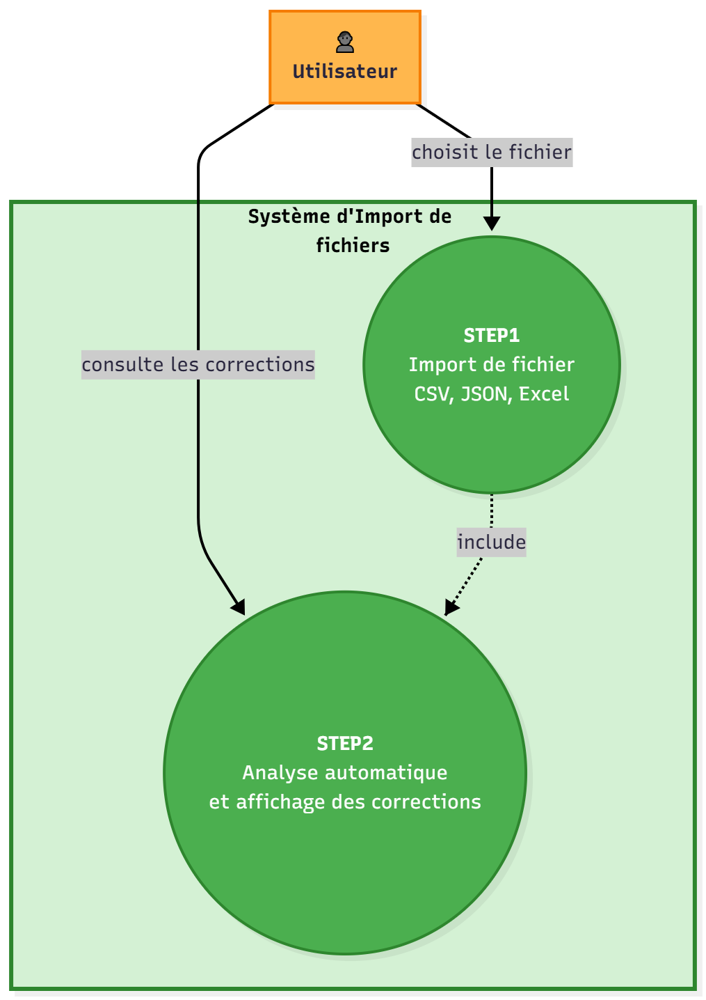 Utilisateur
choisit le fichier
Système d'Import de
fichiers
STEP1
Import de fichier
CSV, JSON, Excel
consulte les corrections
include
STEP2
Analyse automatique
et affichage des corrections